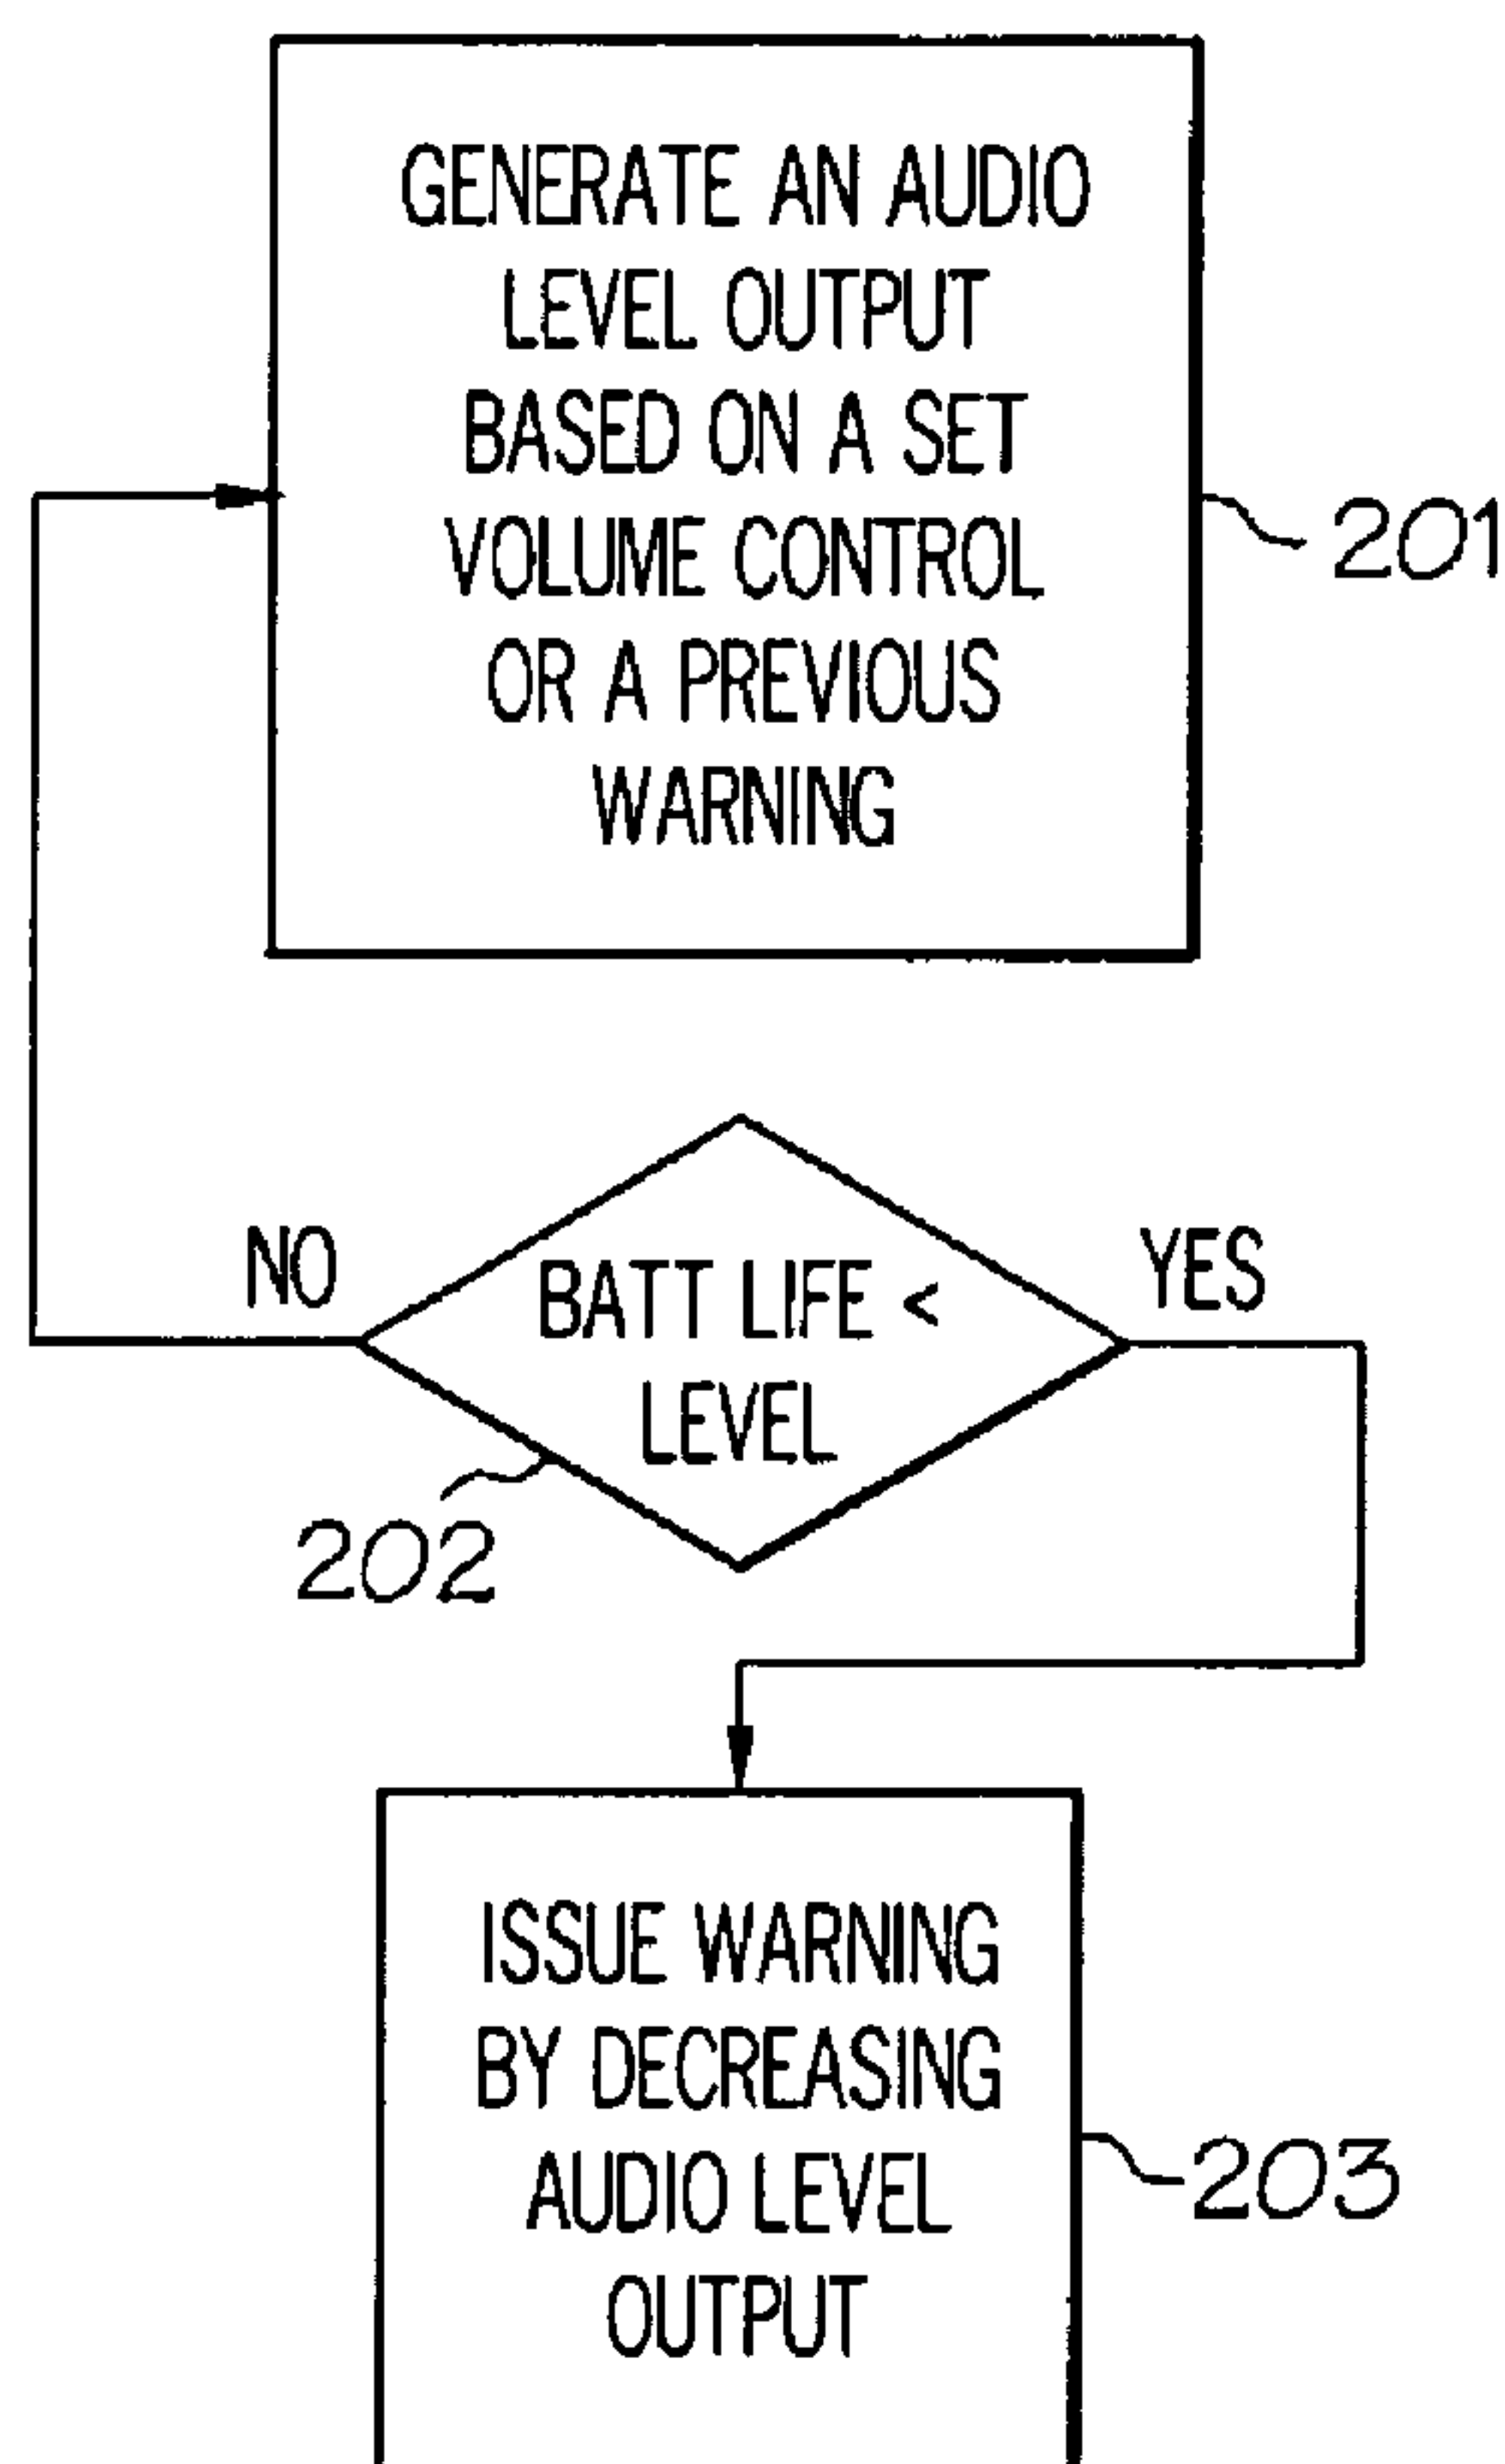 GENERATE AN AUDIO
LEVEL OUTPUT
BASED ON A SET
VOLUME CONTROL
OR A PREVIOUS
WARNING
201
NO
YES
BATT LIFE <
LEVEL
202
ISSUE WARNING
BY DECREASING
AUDIO LEVEL
OUTPUT
203